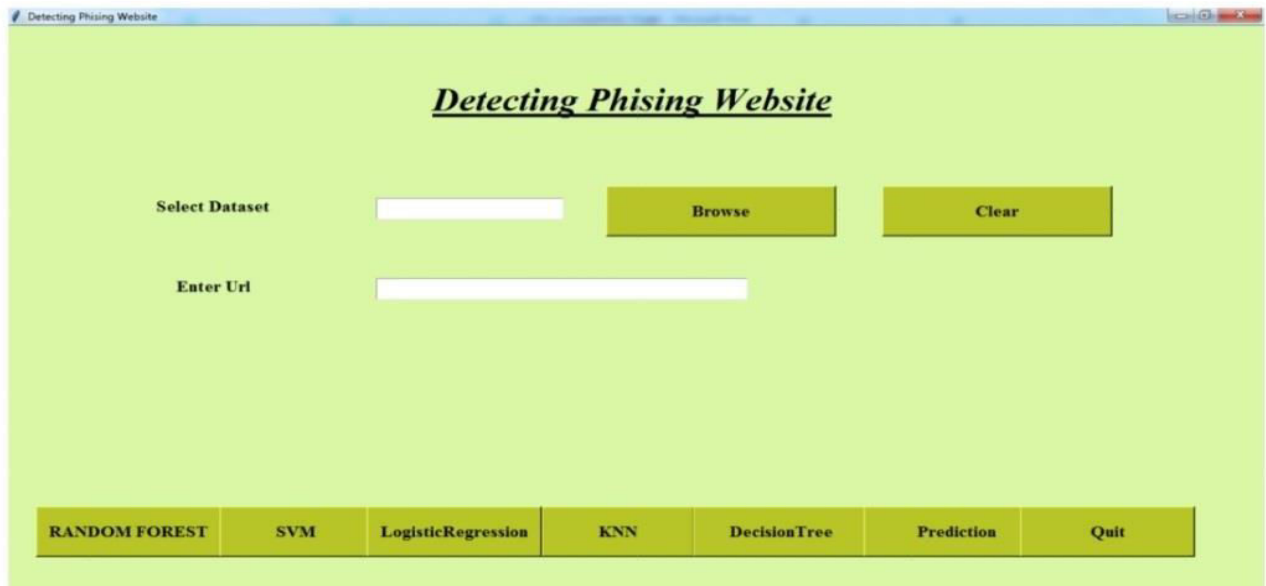 Detecting Phising Website
Detecting Phising Website
Select Dataset Browse Clear
Enter Url
RANDOM FOREST SVM LogisticRegression KNN DecisionTree Prediction Quit